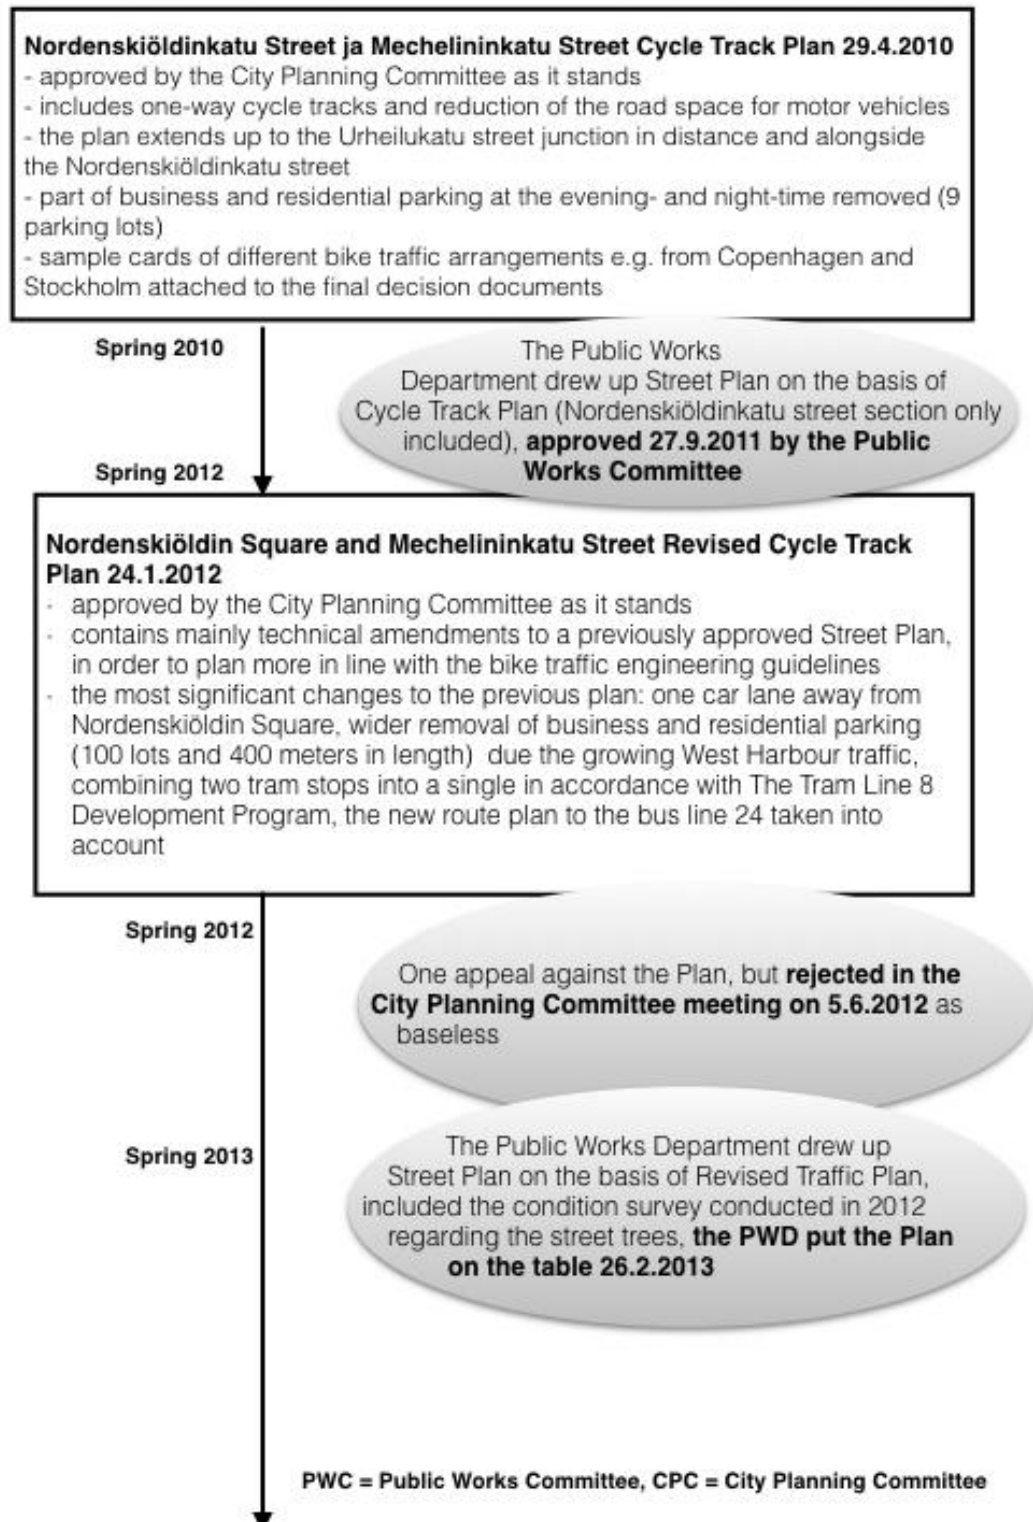 Nordenskiöldinkatu Street ja Mechelininkatu Street Cycle Track Plan 29.4.2010
- approved by the City Planning Committee as it stands
- includes one-way cycle tracks and reduction of the road space for motor vehicles
- the plan extends up to the Urheilukatu street junction in distance and alongside
the Nordenskiöldinkatu street
- part of business and residential parking at the evening- and night-time removed (9
parking lots)
- sample cards of different bike traffic arrangements e.g. from Copenhagen and
Stockholm attached to the final decision documents
Spring 2010
The Public Works
Department drew up Street Plan on the basis of
Cycle Track Plan (Nordenskiöldinkatu street section only
included), approved 27.9.2011 by the Public
Works Committee
Spring 2012
Nordenskiöldin Square and Mechelininkatu Street Revised Cycle Track
Plan 24.1.2012
· approved by the City Planning Committee as it stands
· contains mainly technical amendments to a previously approved Street Plan,
in order to plan more in line with the bike traffic engineering guidelines
· the most significant changes to the previous plan: one car lane away from
Nordenskiöldin Square, wider removal of business and residential parking
(100 lots and 400 meters in length) due the growing West Harbour traffic,
combining two tram stops into a single in accordance with The Tram Line 8
Development Program, the new route plan to the bus line 24 taken into
account
Spring 2012
One appeal against the Plan, but rejected in the
City Planning Committee meeting on 5.6.2012 as
baseless
Spring 2013
The Public Works Department drew up
Street Plan on the basis of Revised Traffic Plan,
included the condition survey conducted in 2012
regarding the street trees, the PWD put the Plan
on the table 26.2.2013
PWC = Public Works Committee, CPC = City Planning Committee